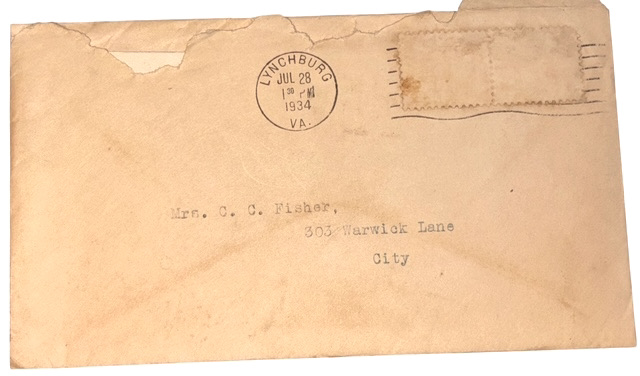 LYNCHBURG
JUL 28
1 30 PM
1934
VA.
Mrs. C. C. Fisher,
303 Warwick Lane
City